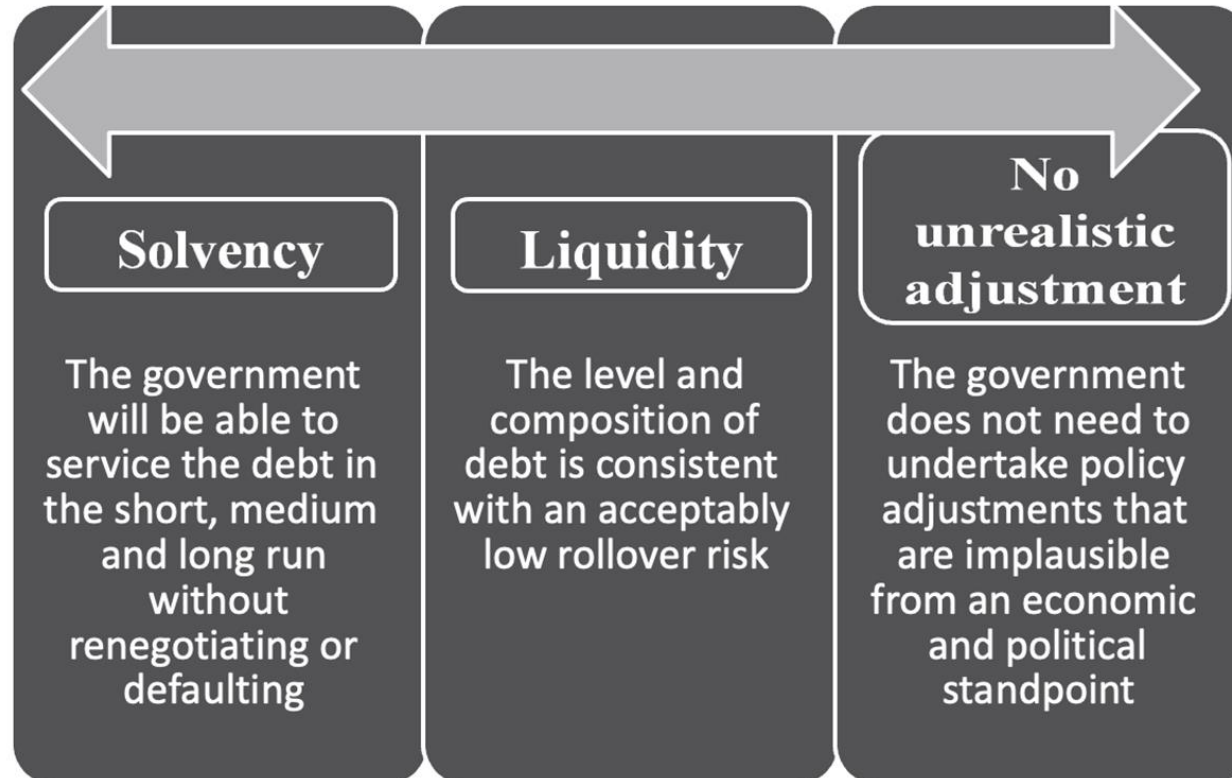 Solvency
The government
will be able to
service the debt in
the short, medium
and long run
without
renegotiating or
defaulting
Liquidity
The level and
composition of
debt is consistent
with an acceptably
low rollover risk
No
unrealistic
adjustment
The government
does not need to
undertake policy
adjustments that
are implausible
from an economic
and political
standpoint